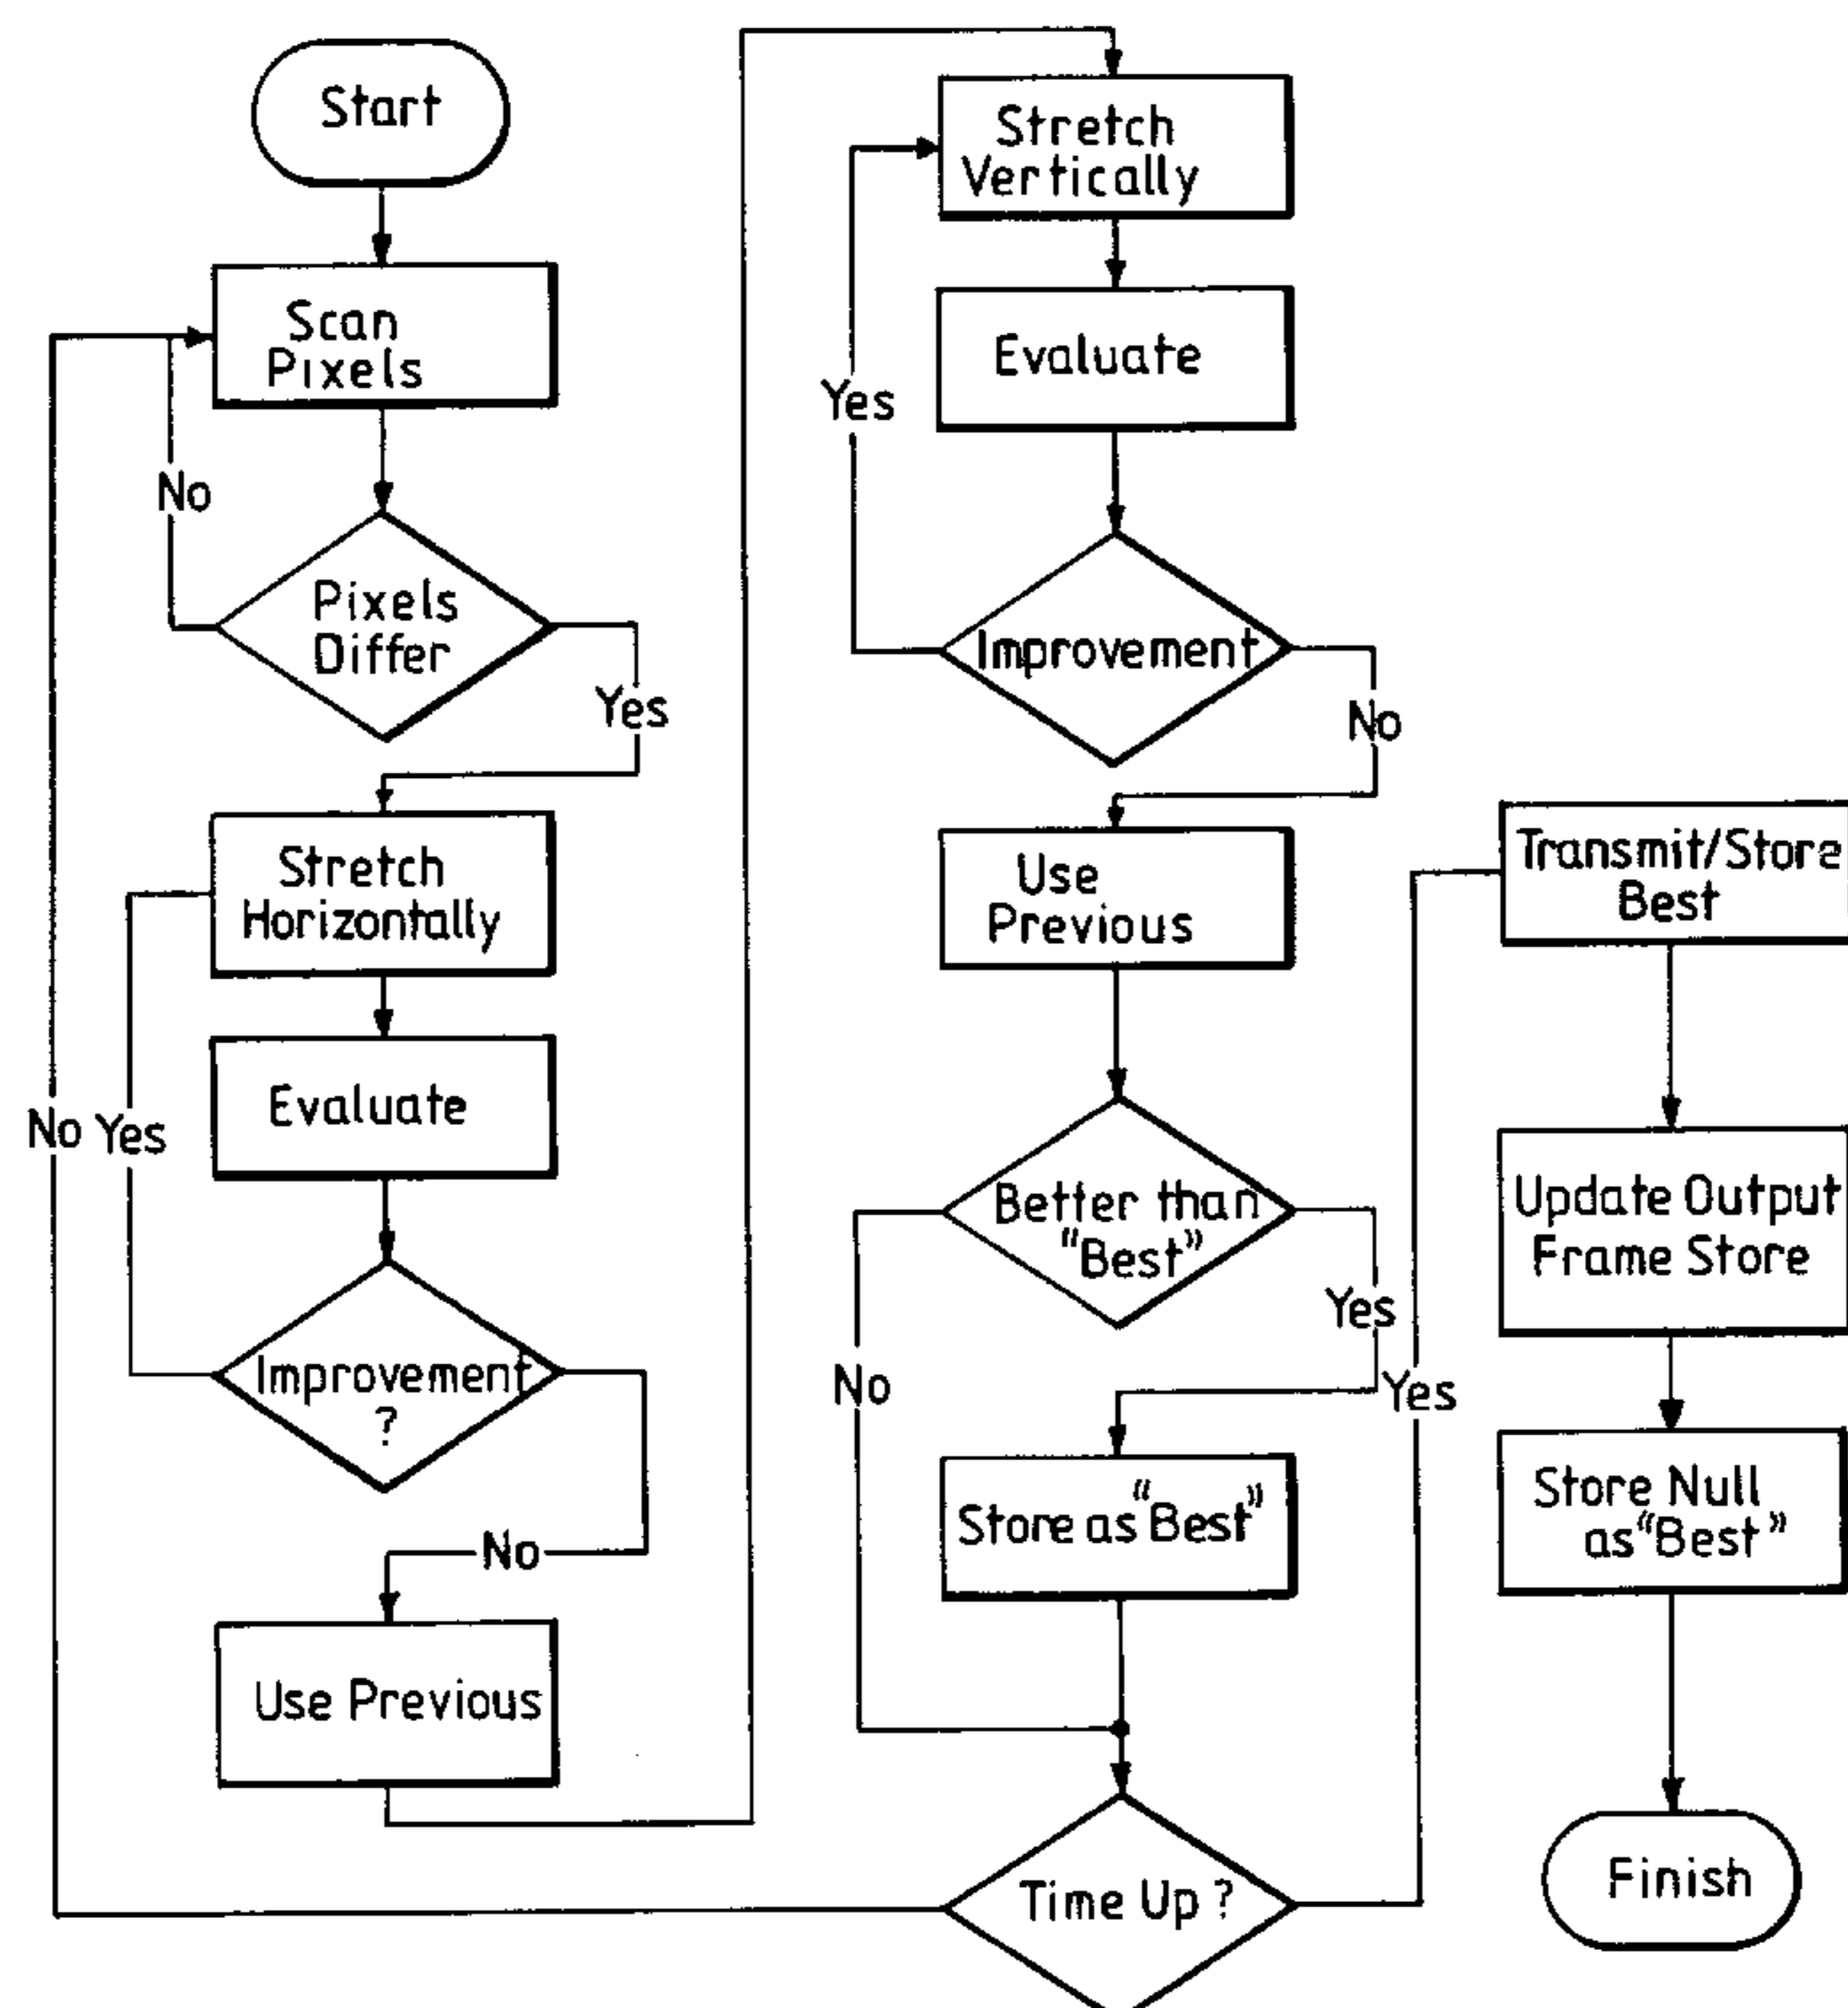 Start
Scan
Pixels
No
Pixels
Differ
Yes
Stretch
Horizontally
Evaluate
No
Yes
Improvement
?
No
Use Previous
Stretch
Vertically
Evaluate
Yes
Improvement
No
Use
Previous
Better than
"Best"
Yes
No
Store as "Best"
Time Up ?
Yes
Transmit/Store
Best
Update Output
Frame Store
Store Null
as "Best"
Finish